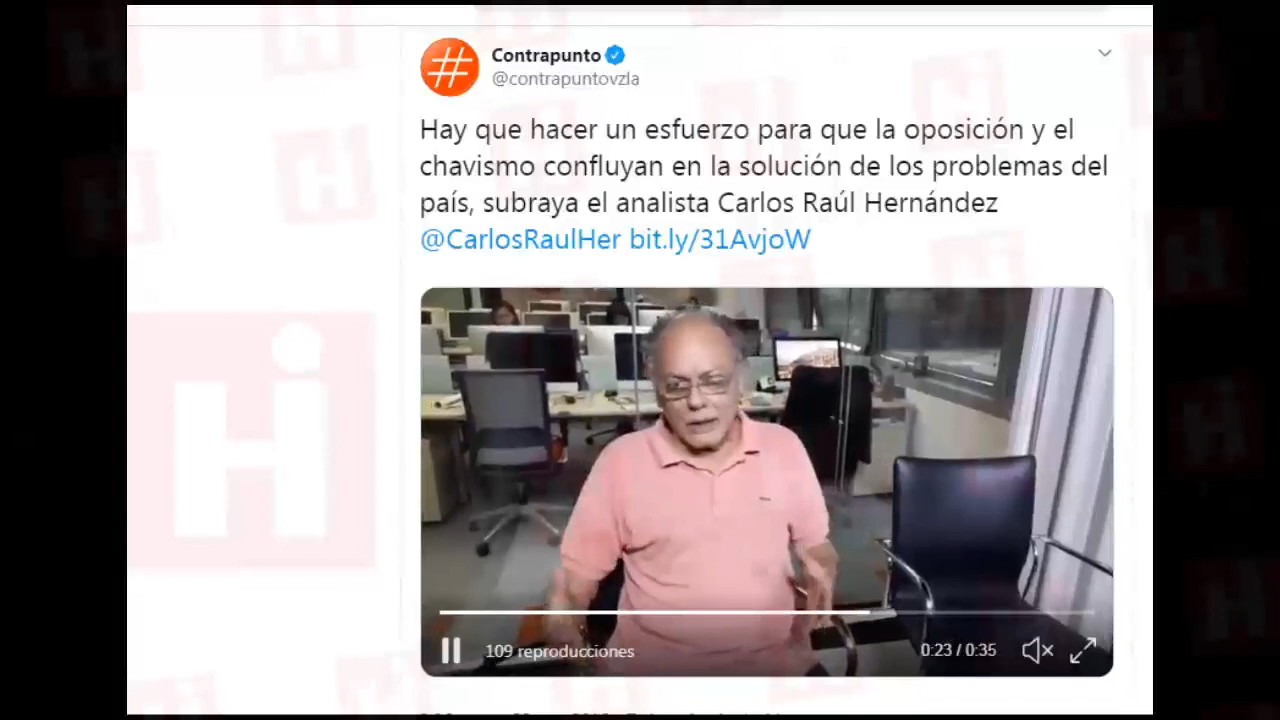 Contrapunto
@contrapuntovzla
Hay que hacer un esfuerzo para que la oposición y el
chavismo confluyan en la solución de los problemas del
país, subraya el analista Carlos Raúl Hernández
@CarlosRaulHer bit.ly/31AvjoW
109 reproducciones
0:23 / 0:35